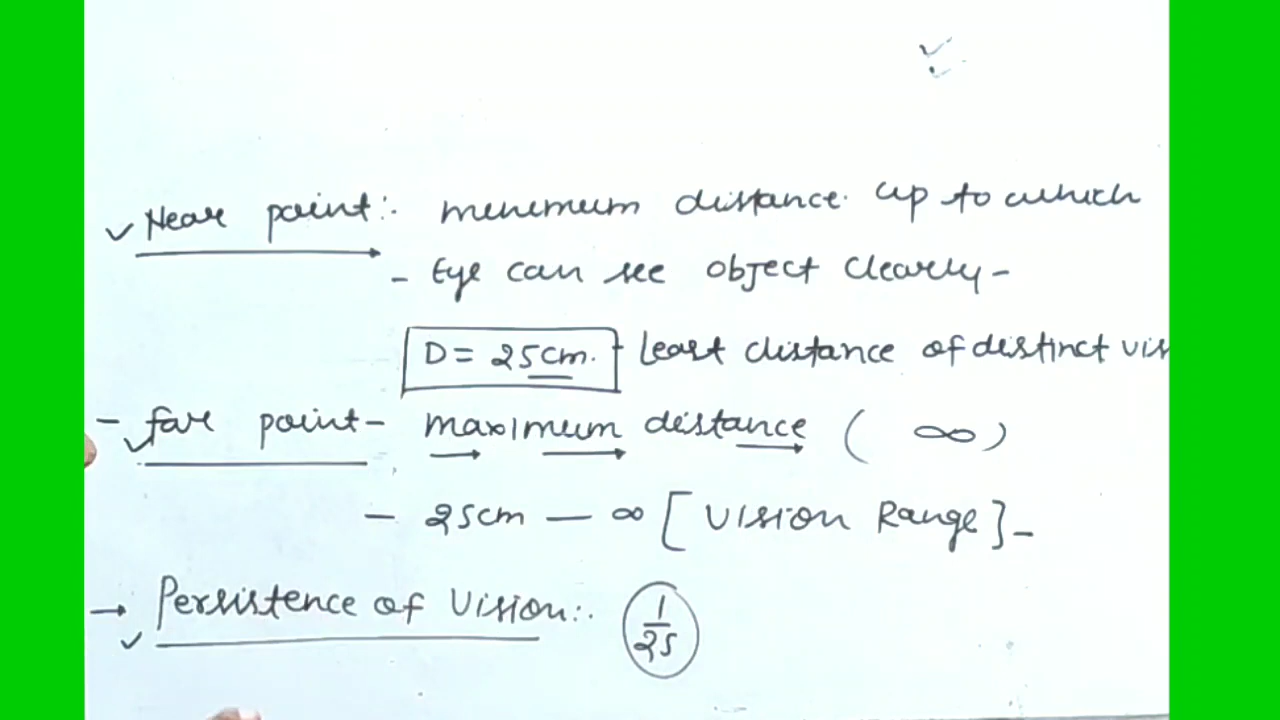 Near point:. minimum distance. up to which
- Eye can see object clearly -
D = 25cm. - least distance of distinct vis
- far point - maximum distance ( ∞ )
- 25cm — ∞ [ Vision Range ] -
→ Persistence of Vision:. 1/25